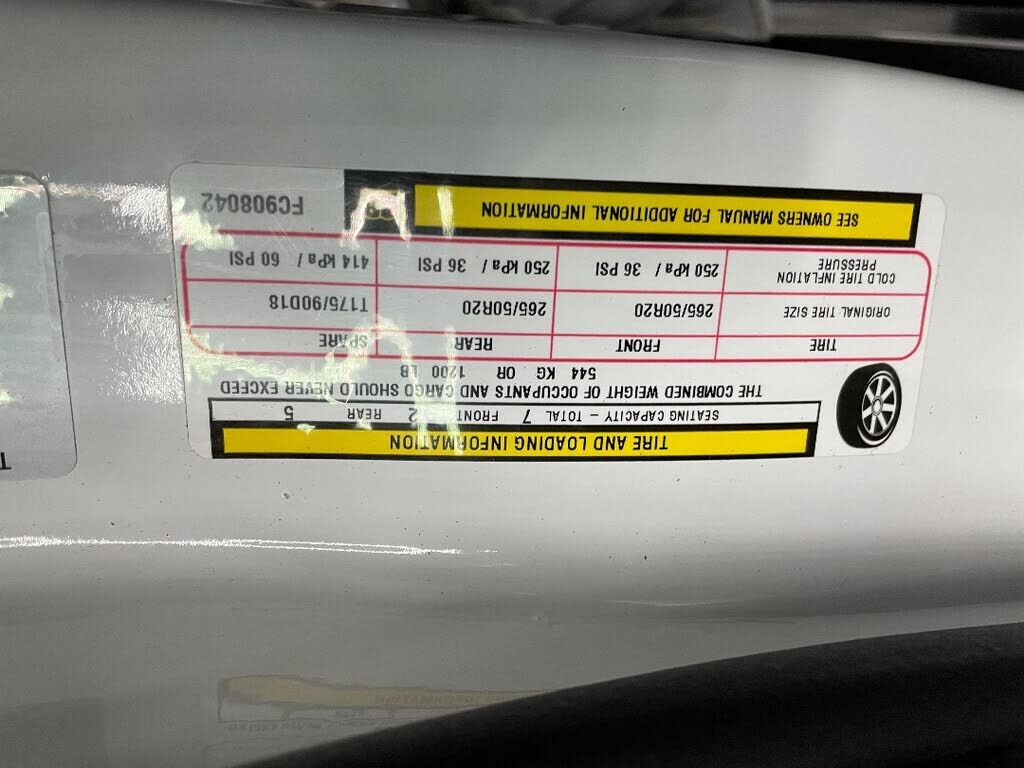 TIRE AND LOADING INFORMATION
SEATING CAPACITY - TOTAL 7 FRONT 2 REAR 5
THE COMBINED WEIGHT OF OCCUPANTS AND CARGO SHOULD NEVER EXCEED
544 KG OR 1200 LB
TIRE FRONT REAR SPARE
ORIGINAL TIRE SIZE 265/50R20 265/50R20 T175/90D18
COLD TIRE INFLATION PRESSURE 250 kPa / 36 PSI 250 kPa / 36 PSI 414 kPa / 60 PSI
SEE OWNERS MANUAL FOR ADDITIONAL INFORMATION
FC908042